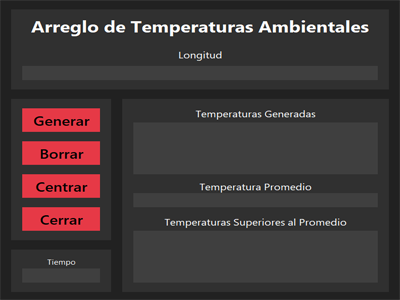 Arreglo de Temperaturas Ambientales
Longitud
Generar
Borrar
Centrar
Cerrar
Tiempo
Temperaturas Generadas
Temperatura Promedio
Temperaturas Superiores al Promedio